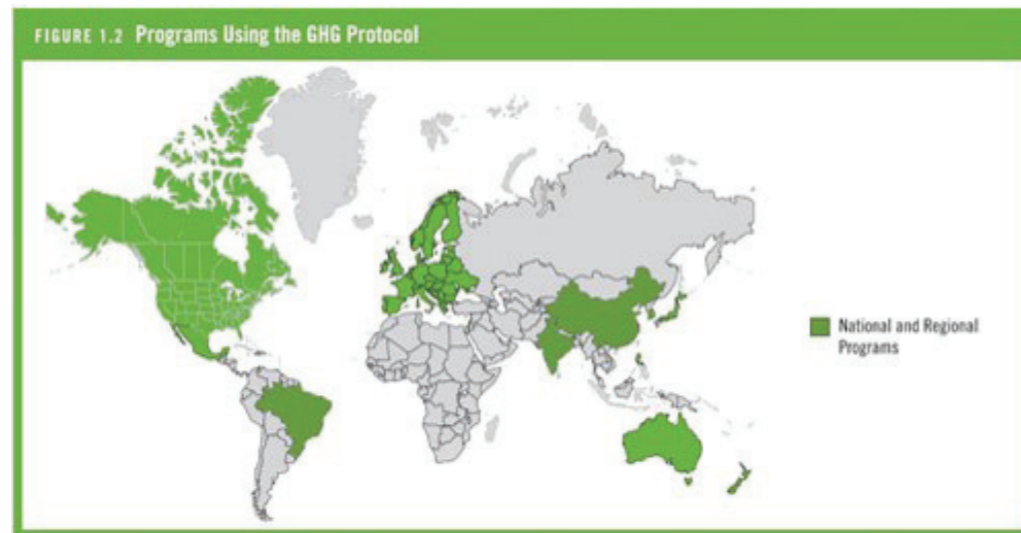 FIGURE 1.2 Programs Using the GHG Protocol
National and Regional
Programs